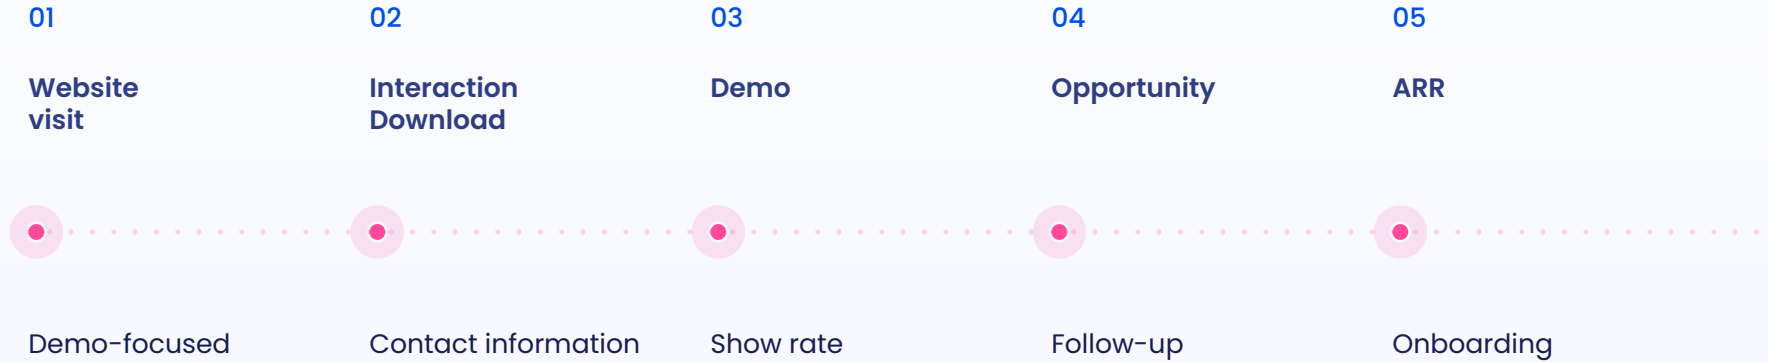 01
Website
visit
Demo-focused
02
Interaction
Download
Contact information
03
Demo
Show rate
04
Opportunity
Follow-up
05
ARR
Onboarding